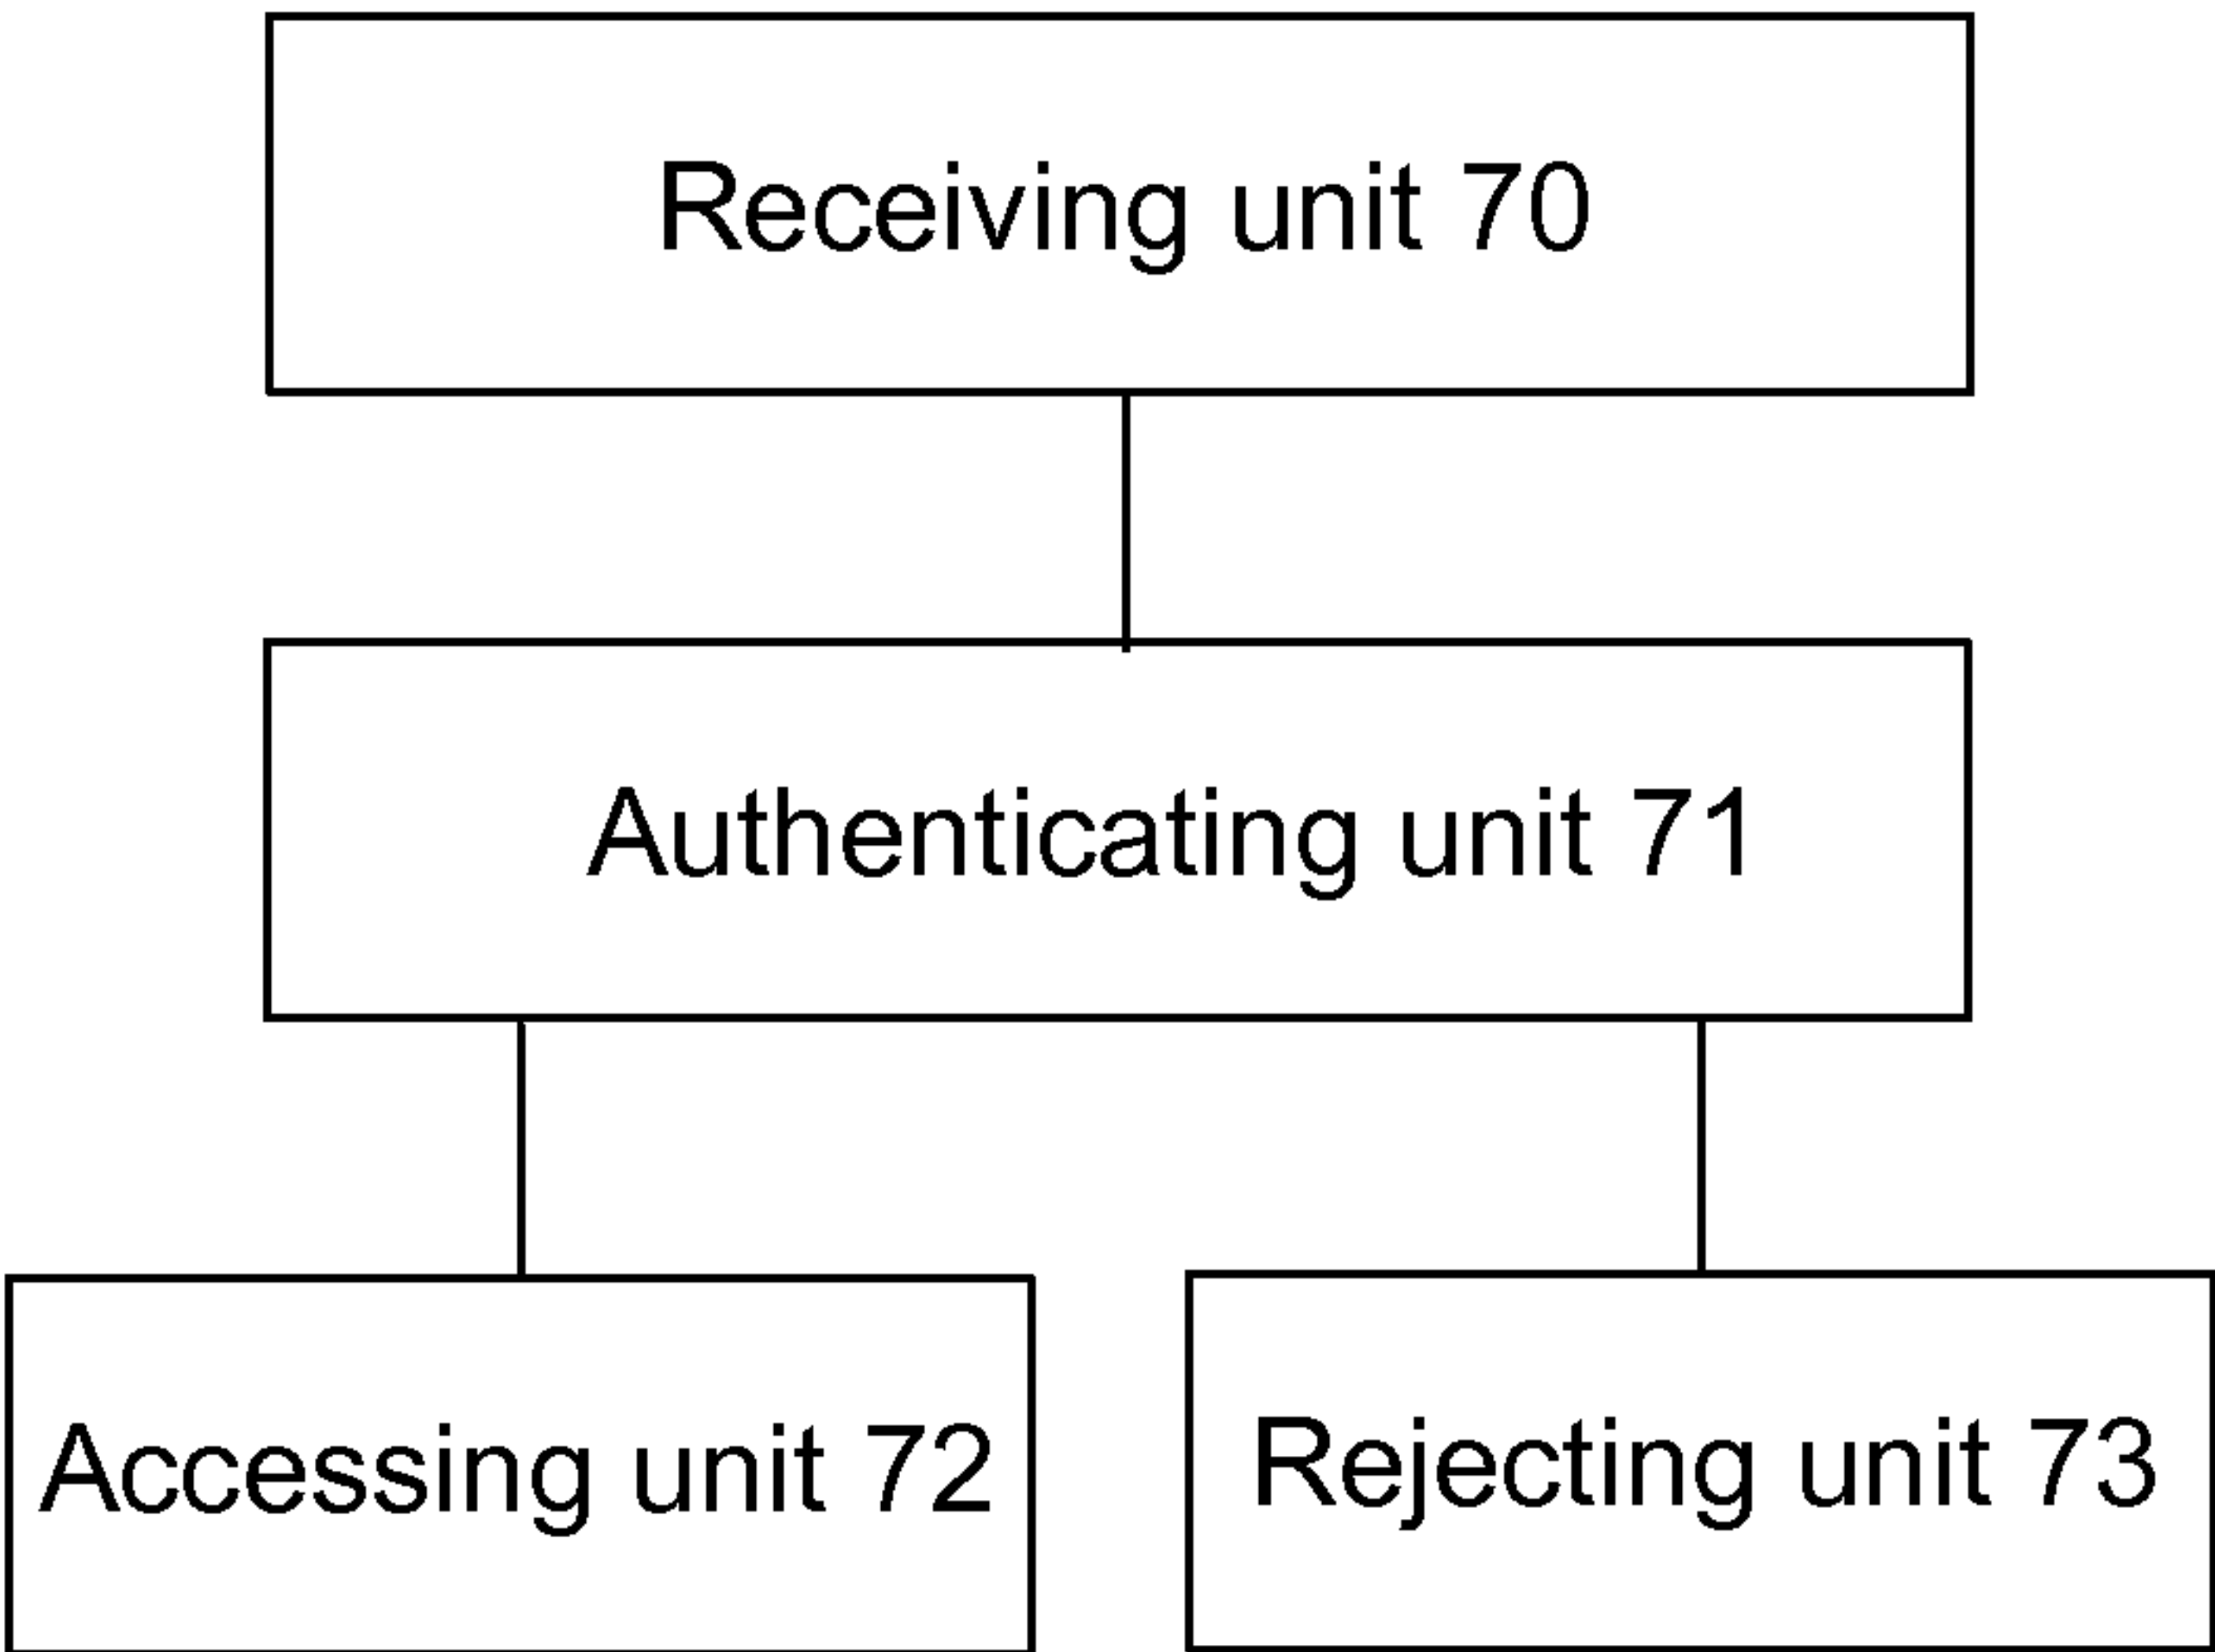 Receiving unit 70
Authenticating unit 71
Accessing unit 72
Rejecting unit 73